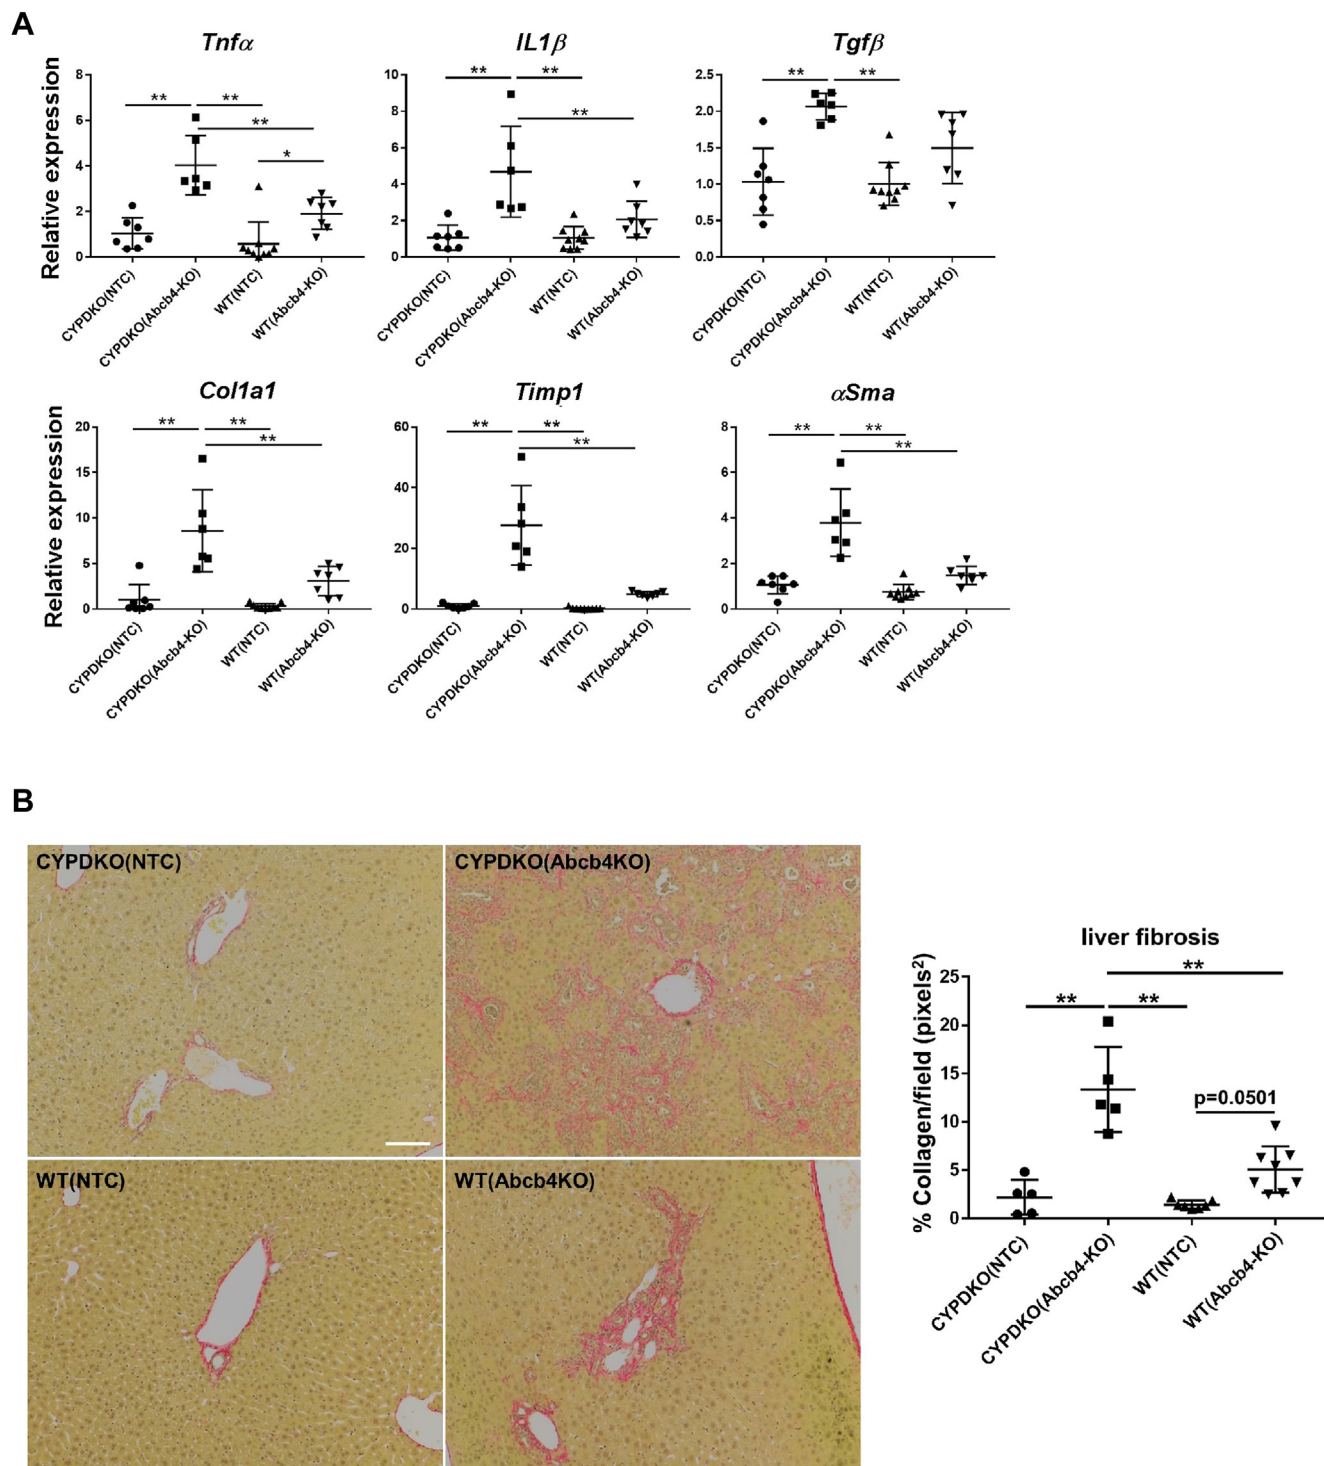 A
Tnfα
IL1β
Tgfβ
Relative expression
8
6
4
2
0
** **
**
*
10
8
6
4
2
0
** **
**
2.5
2.0
1.5
1.0
0.5
0.0
** **
CYPDKO(NTC)
CYPDKO(Abcb4-KO)
WT(NTC)
WT(Abcb4-KO)
CYPDKO(NTC)
CYPDKO(Abcb4-KO)
WT(NTC)
WT(Abcb4-KO)
CYPDKO(NTC)
CYPDKO(Abcb4-KO)
WT(NTC)
WT(Abcb4-KO)
Col1a1
Timp1
αSma
Relative expression
20
15
10
5
0
** **
**
60
40
20
0
** **
**
8
6
4
2
0
** **
**
CYPDKO(NTC)
CYPDKO(Abcb4-KO)
WT(NTC)
WT(Abcb4-KO)
CYPDKO(NTC)
CYPDKO(Abcb4-KO)
WT(NTC)
WT(Abcb4-KO)
CYPDKO(NTC)
CYPDKO(Abcb4-KO)
WT(NTC)
WT(Abcb4-KO)
B
CYPDKO(NTC)
CYPDKO(Abcb4KO)
WT(NTC)
WT(Abcb4KO)
liver fibrosis
% Collagen/field (pixels²)
25
20
15
10
5
0
**
** **
p=0.0501
CYPDKO(NTC)
CYPDKO(Abcb4-KO)
WT(NTC)
WT(Abcb4-KO)